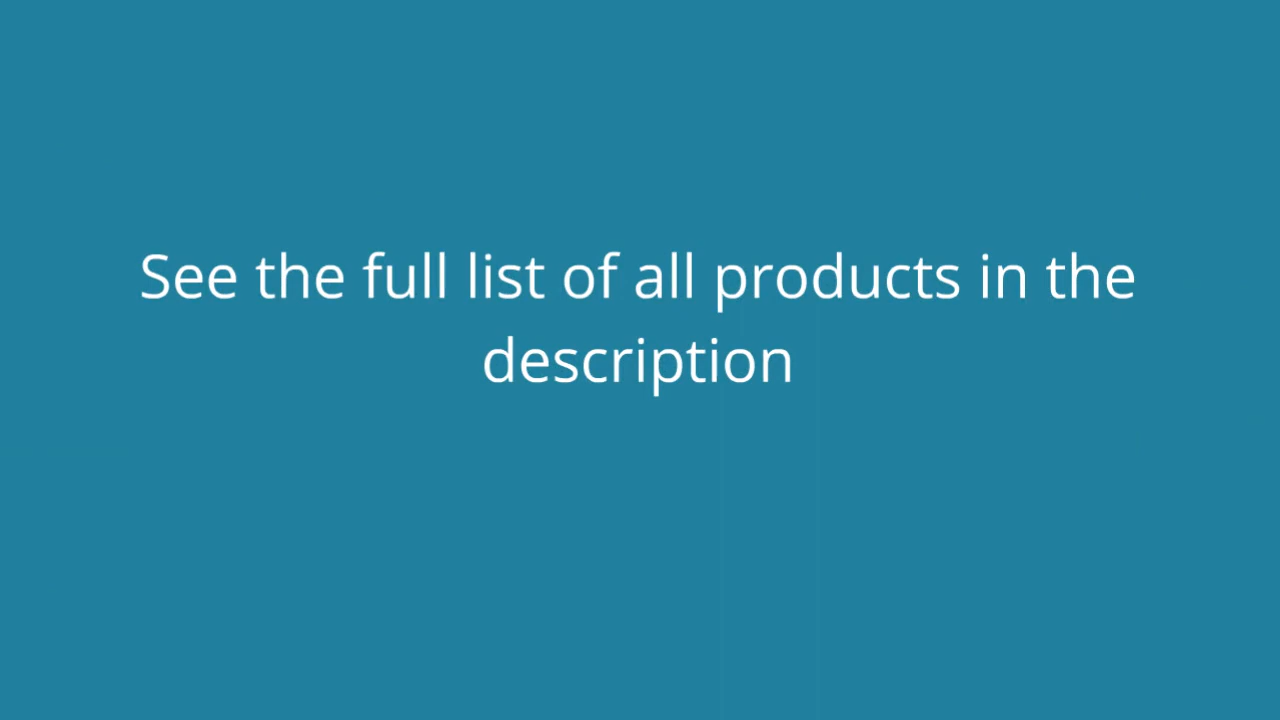 See the full list of all products in the
description